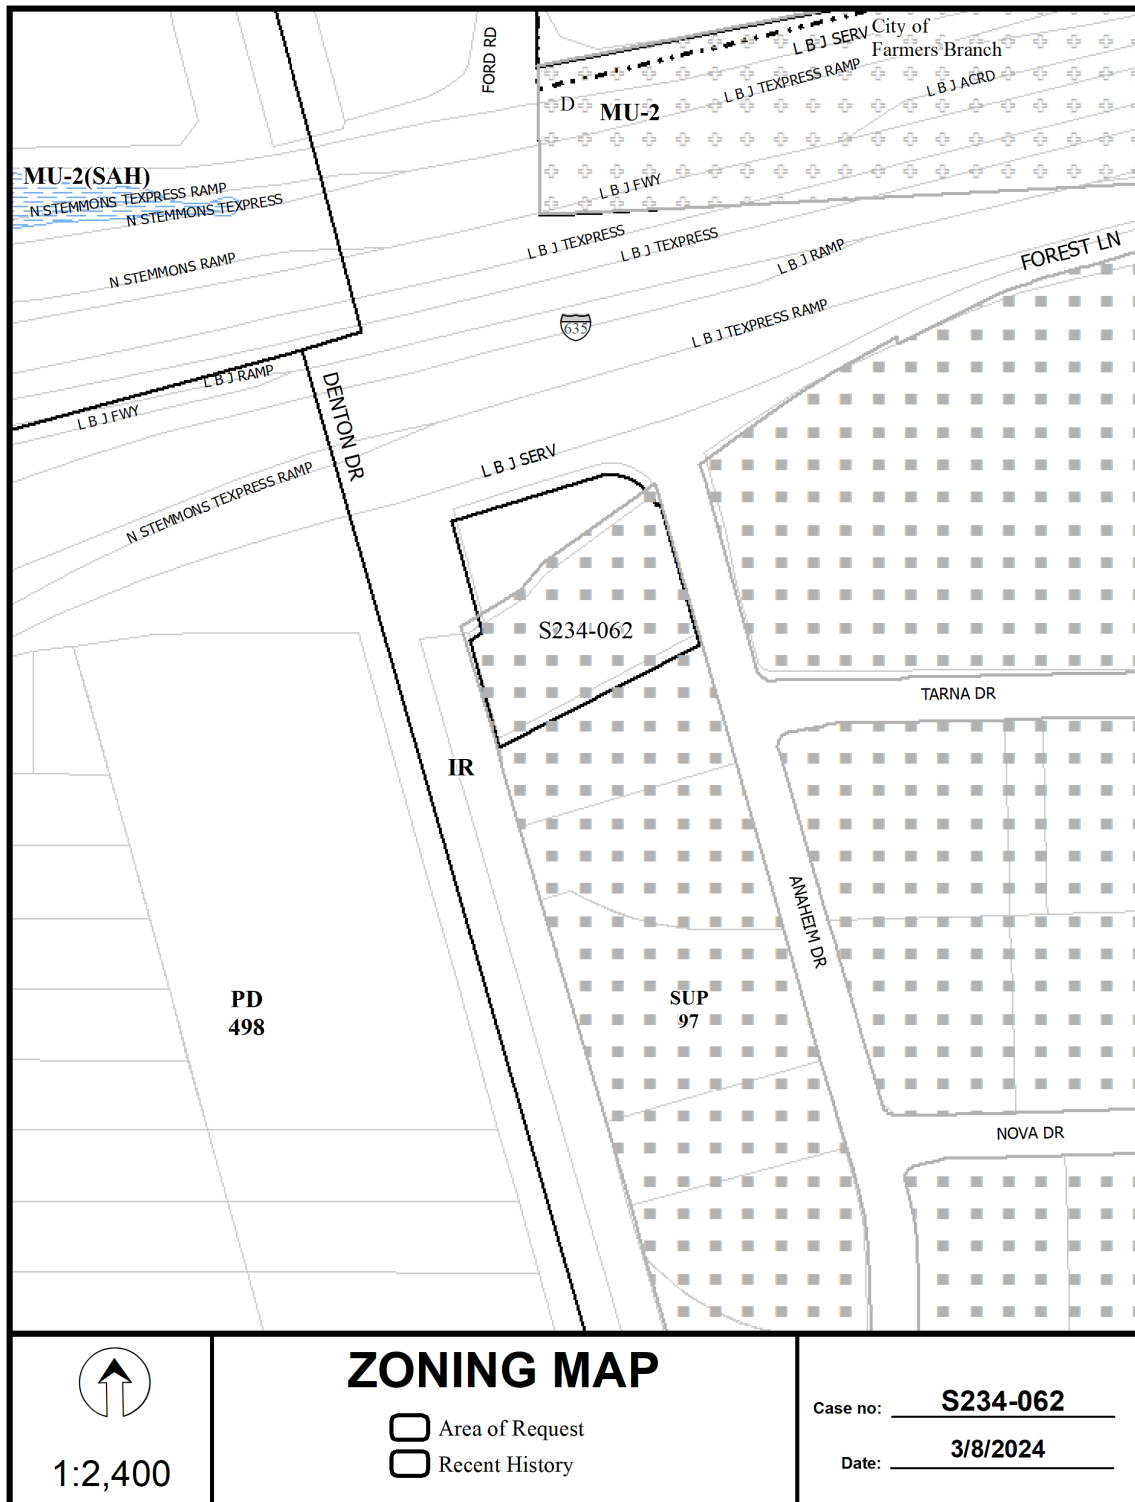 FORD RD
L B J SERV
City of
Farmers Branch
L B J TEXPRESS RAMP
L B J ACRD
D
MU-2
MU-2(SAH)
N STEMMONS TEXPRESS RAMP
N STEMMONS TEXPRESS
L B J FWY
L B J TEXPRESS
L B J TEXPRESS
N STEMMONS RAMP
L B J RAMP
FOREST LN
635
L B J TEXPRESS RAMP
L B J RAMP
L B J FWY
DENTON DR
L B J SERV
N STEMMONS TEXPRESS RAMP
S234-062
TARNA DR
IR
ANAHEIM DR
PD
498
SUP
97
NOVA DR
1:2,400
ZONING MAP
Area of Request
Recent History
Case no: S234-062
Date: 3/8/2024